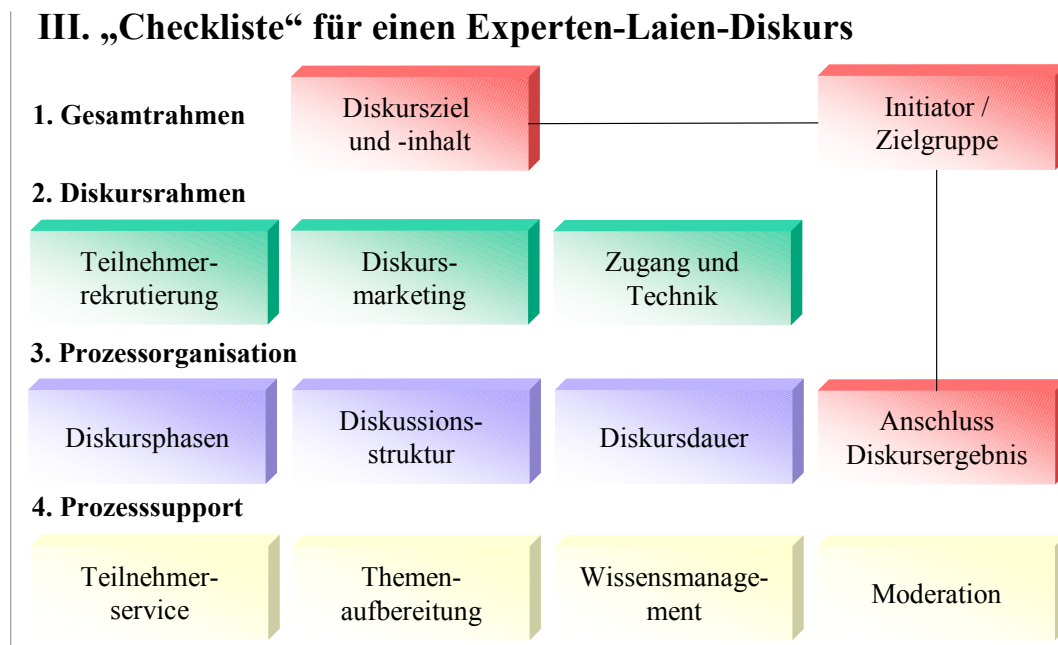 III. „Checkliste“ für einen Experten-Laien-Diskurs
1. Gesamtrahmen
Diskursziel
und -inhalt
Initiator /
Zielgruppe
2. Diskursrahmen
Teilnehmer-
rekrutierung
Diskurs-
marketing
Zugang und
Technik
3. Prozessorganisation
Diskursphasen
Diskussions-
struktur
Diskursdauer
Anschluss
Diskursergebnis
4. Prozesssupport
Teilnehmer-
service
Themen-
aufbereitung
Wissensmanage-
ment
Moderation